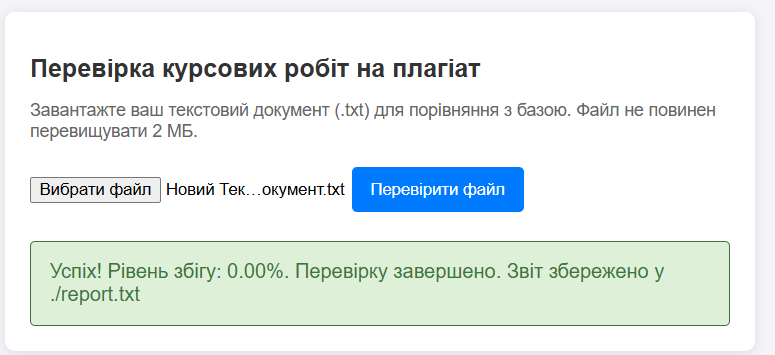 Перевірка курсових робіт на плагіат
Завантажте ваш текстовий документ (.txt) для порівняння з базою. Файл не повинен
перевищувати 2 МБ.
Вибрати файл Новий Тек...окумент.txt Перевірити файл
Успіх! Рівень збігу: 0.00%. Перевірку завершено. Звіт збережено у
./report.txt